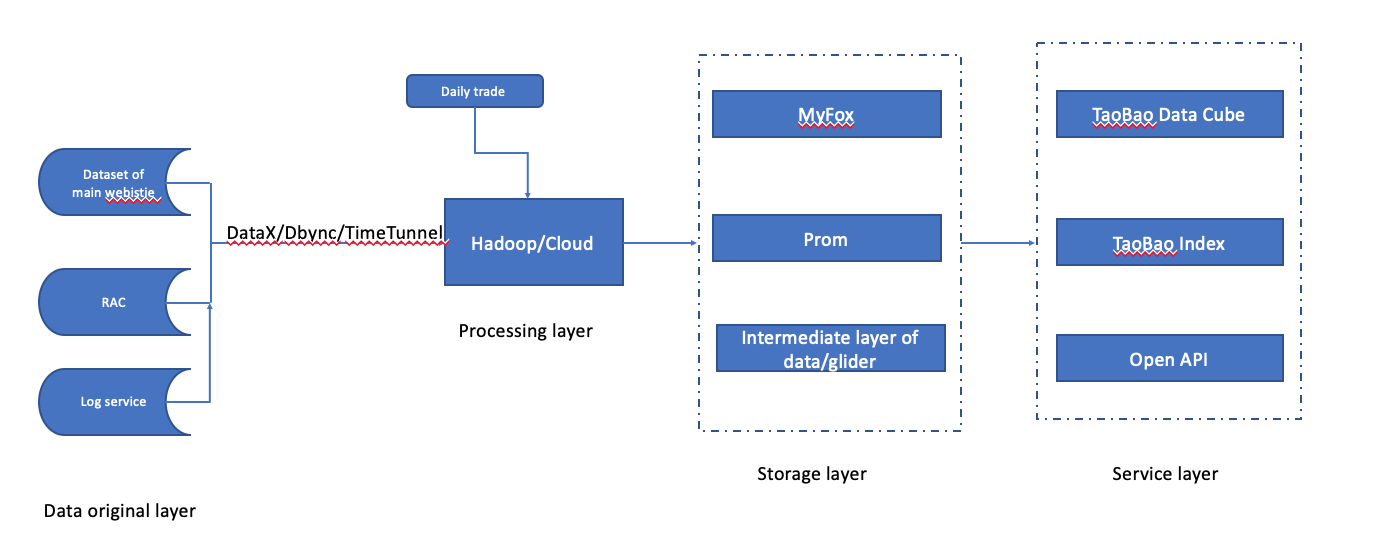 Daily trade
MyFox
TaoBao Data Cube
Dataset of
main webistie
DataX/Dbync/TimeTunnel
Hadoop/Cloud
Prom
TaoBao Index
RAC
Processing layer
Intermediate layer of
data/glider
Open API
Log service
Storage layer
Service layer
Data original layer